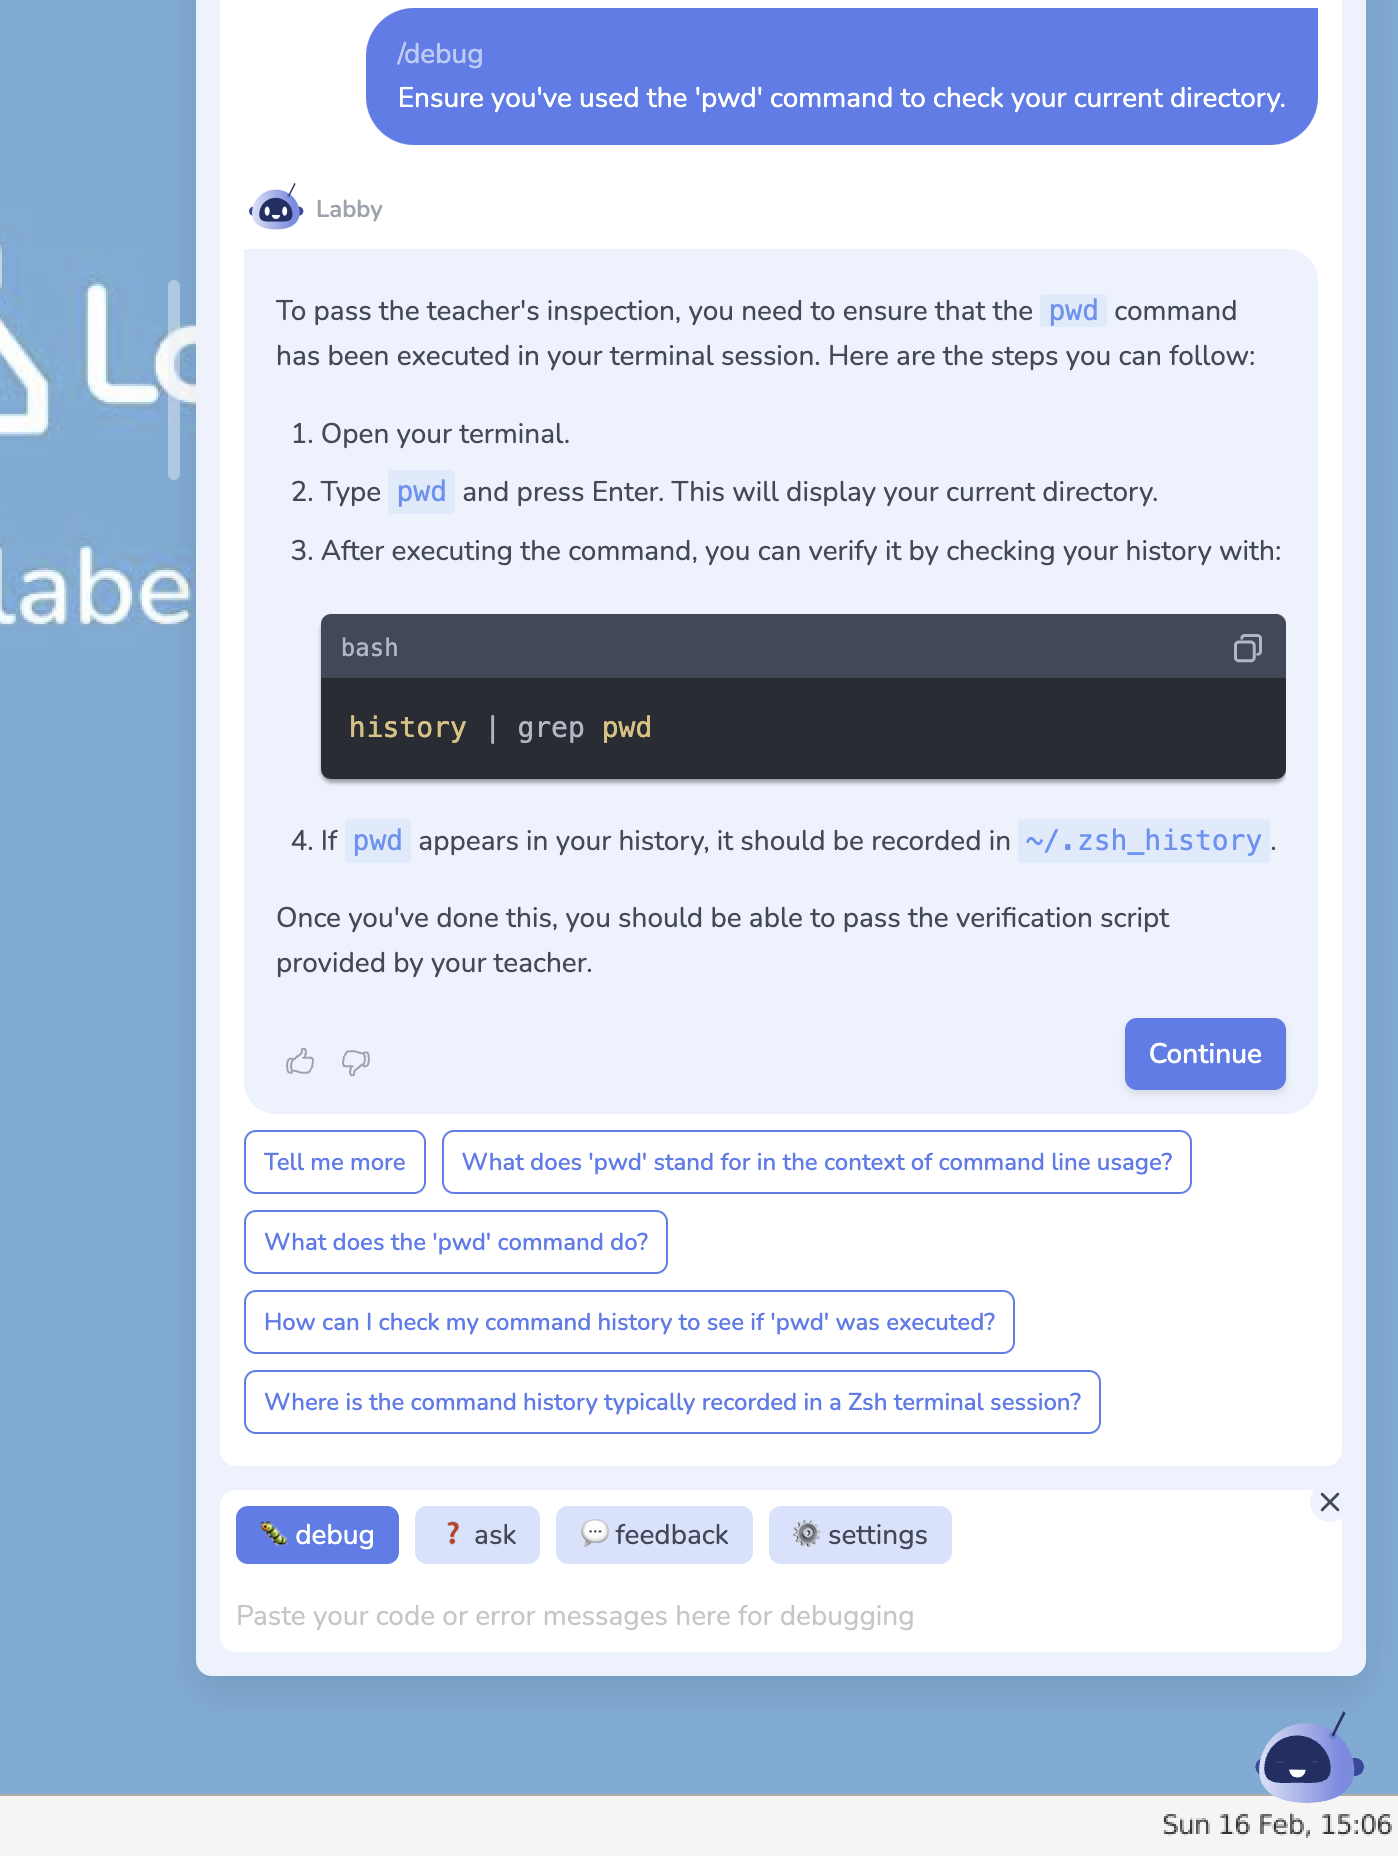 /debug
Ensure you've used the 'pwd' command to check your current directory.
Labby
To pass the teacher's inspection, you need to ensure that the pwd command
has been executed in your terminal session. Here are the steps you can follow:
1. Open your terminal.
2. Type pwd and press Enter. This will display your current directory.
3. After executing the command, you can verify it by checking your history with:
bash
history | grep pwd
4. If pwd appears in your history, it should be recorded in ~/.zsh_history.
Once you've done this, you should be able to pass the verification script
provided by your teacher.
Continue
Tell me more
What does 'pwd' stand for in the context of command line usage?
What does the 'pwd' command do?
How can I check my command history to see if 'pwd' was executed?
Where is the command history typically recorded in a Zsh terminal session?
debug
ask
feedback
settings
Paste your code or error messages here for debugging
Sun 16 Feb, 15:06